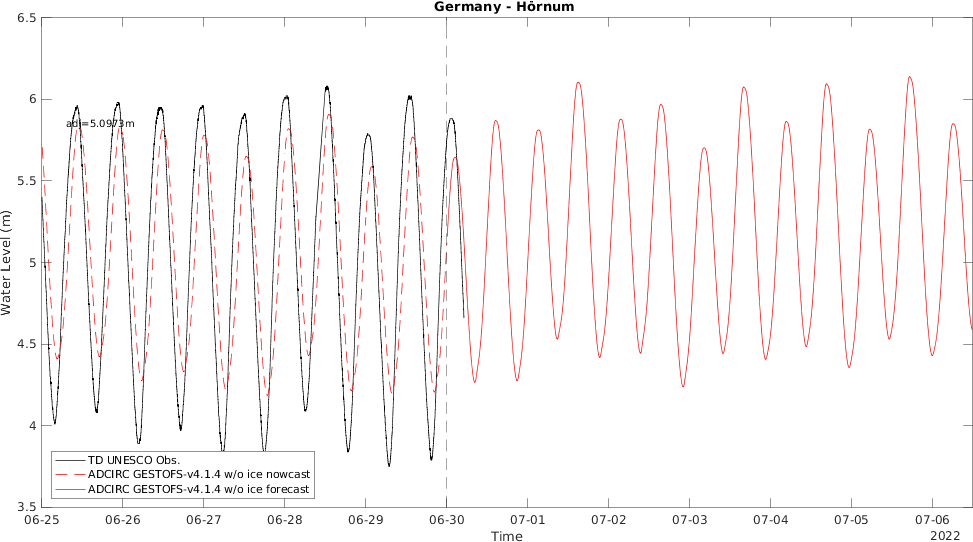 Germany - Hörnum
6.5
6
5.5
5
4.5
4
3.5
Water Level (m)
adj=5.0973m
TD UNESCO Obs.
ADCIRC GESTOFS-v4.1.4 w/o ice nowcast
ADCIRC GESTOFS-v4.1.4 w/o ice forecast
06-25 06-26 06-27 06-28 06-29 06-30 07-01 07-02 07-03 07-04 07-05 07-06
Time
2022